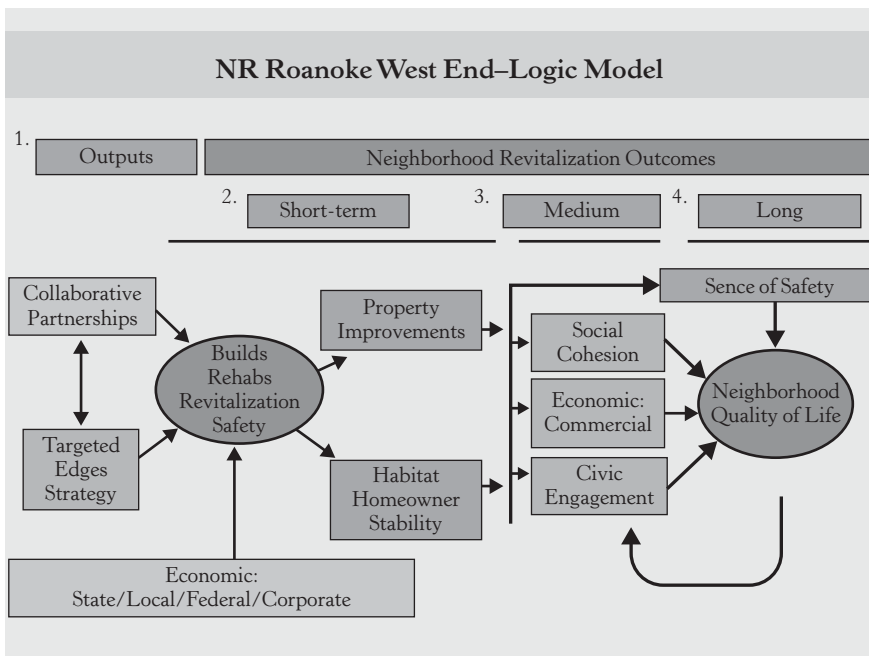 NR Roanoke West End–Logic Model
1.
Outputs
Neighborhood Revitalization Outcomes
2.
Short-term
3.
Medium
4.
Long
Collaborative
Partnerships
Targeted
Edges
Strategy
Builds
Rehabs
Revitalization
Safety
Economic:
State/Local/Federal/Corporate
Property
Improvements
Habitat
Homeowner
Stability
Social
Cohesion
Economic:
Commercial
Civic
Engagement
Sence of Safety
Neighborhood
Quality of Life